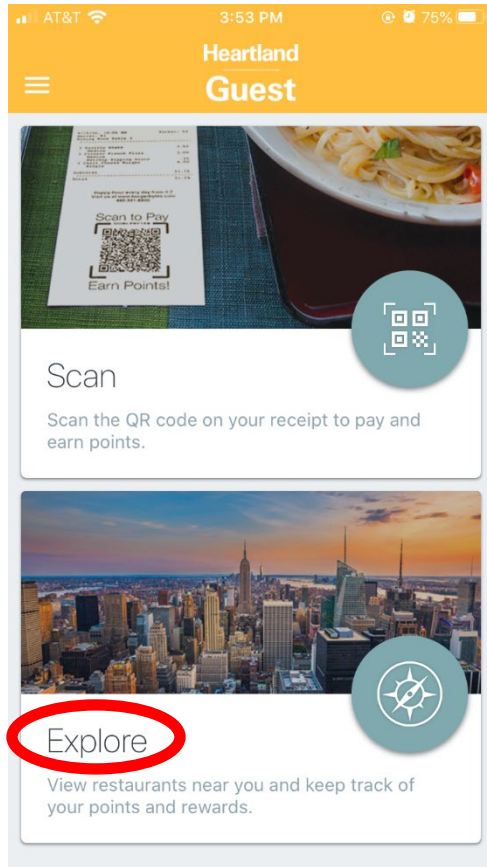 AT&T 3:53 PM 75%
Heartland
Guest
Scan to Pay
Earn Points!
Scan
Scan the QR code on your receipt to pay and
earn points.
Explore
View restaurants near you and keep track of
your points and rewards.